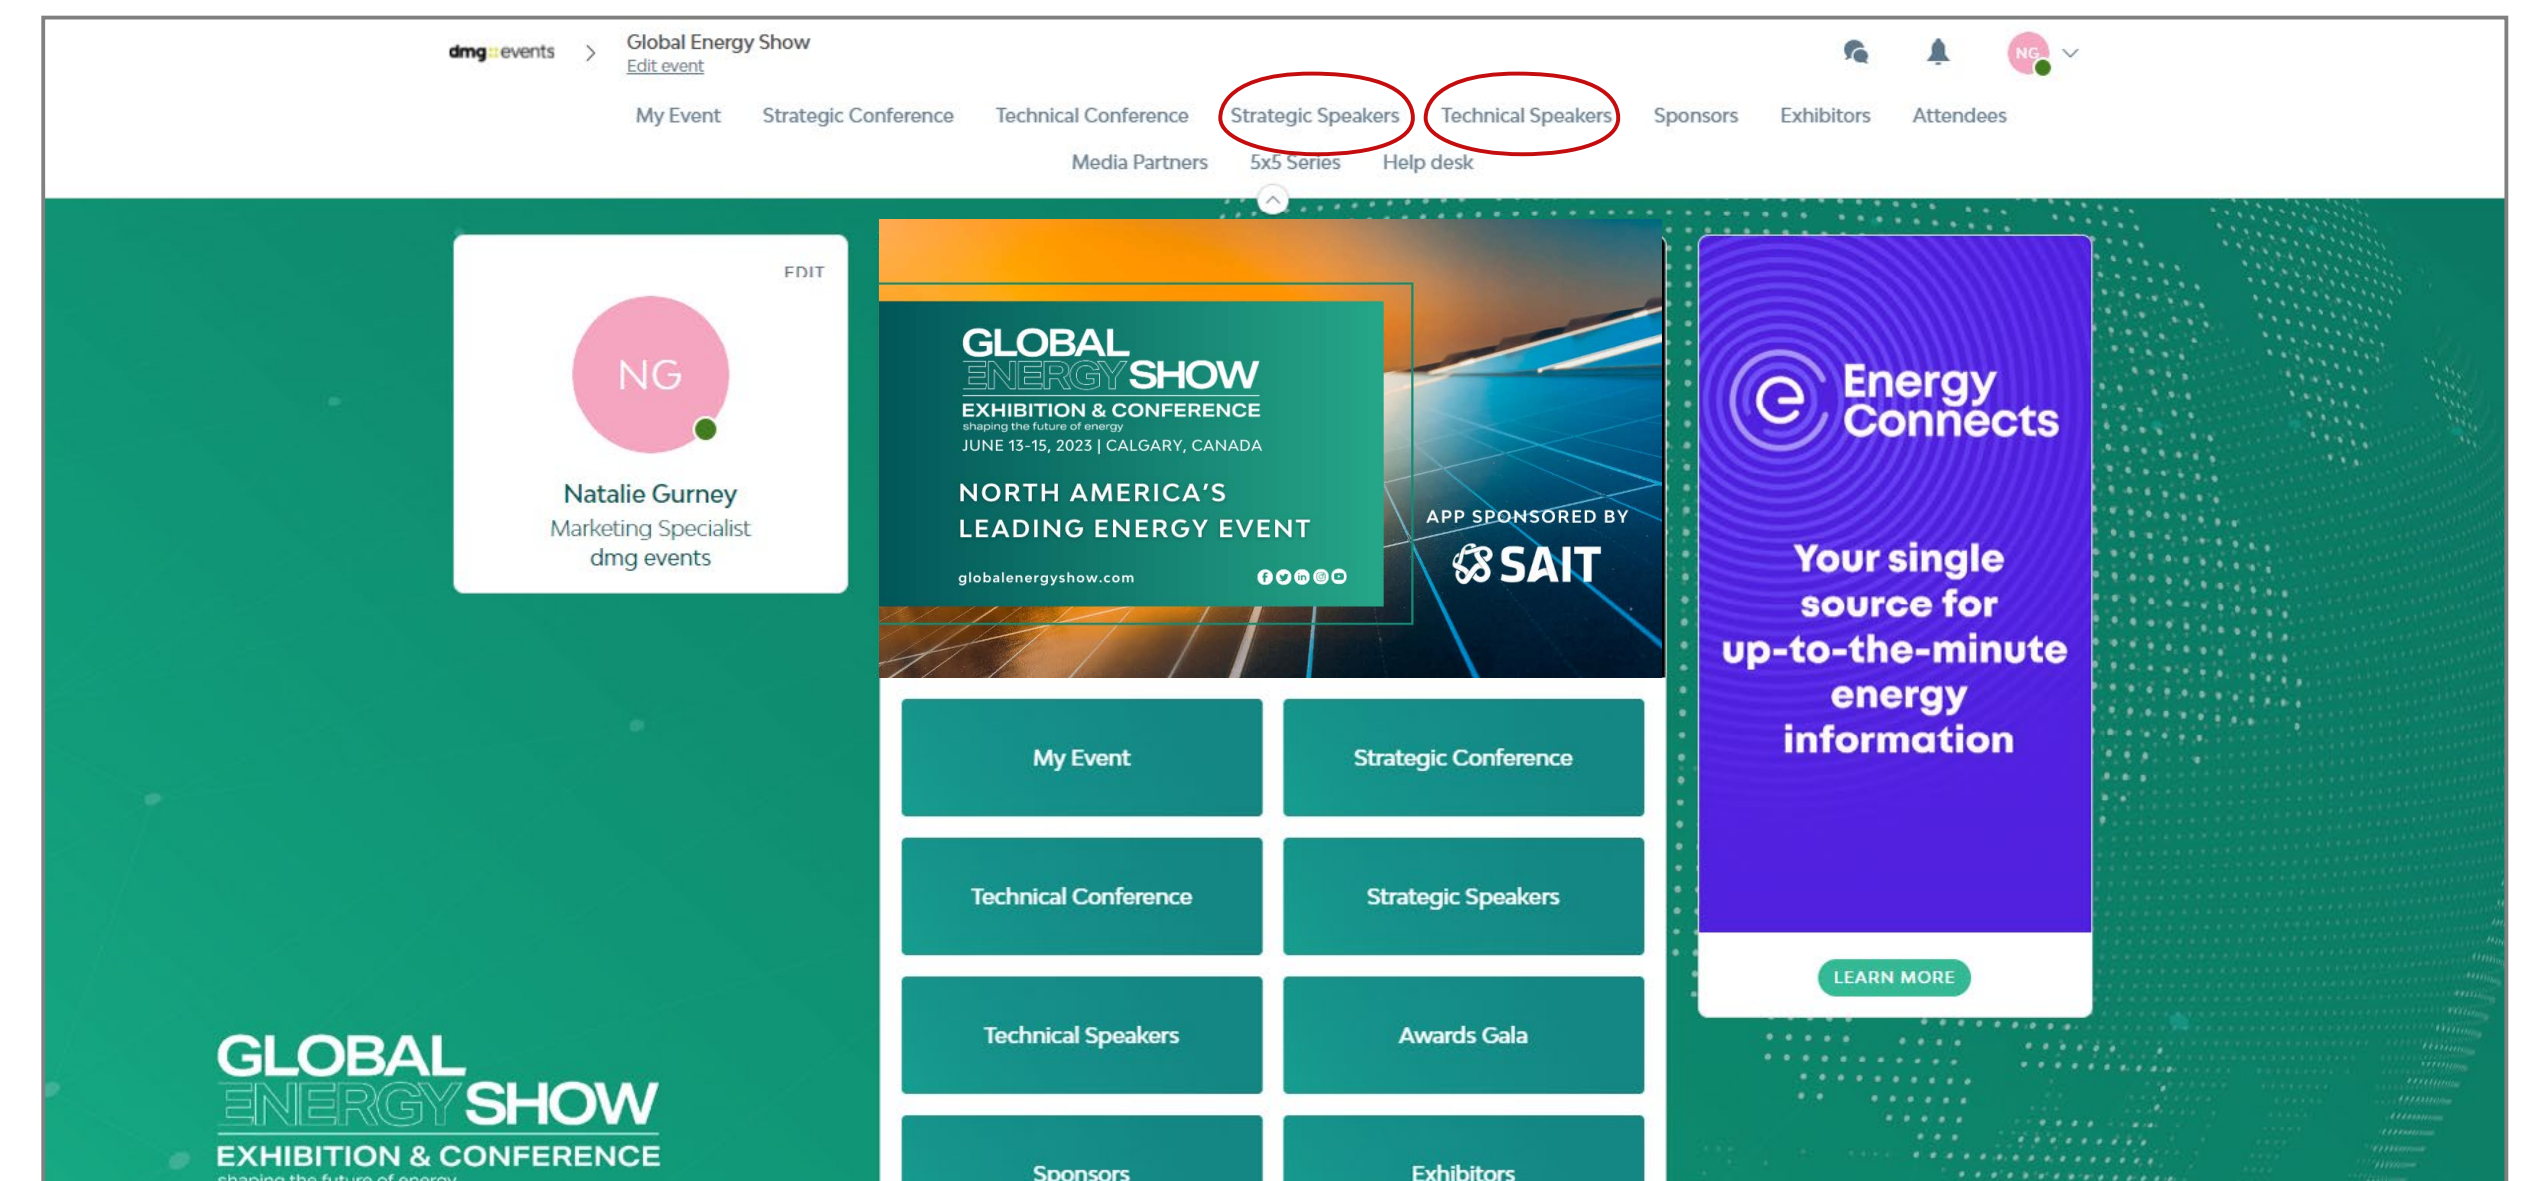 dmg::events > Global Energy Show
Edit event
NG
My Event Strategic Conference Technical Conference Strategic Speakers Technical Speakers Sponsors Exhibitors Attendees
Media Partners 5x5 Series Help desk
EDIT
NG
Natalie Gurney
Marketing Specialist
dmg events
GLOBAL
ENERGY SHOW
EXHIBITION & CONFERENCE
shaping the future of energy
JUNE 13-15, 2023 | CALGARY, CANADA
NORTH AMERICA'S
LEADING ENERGY EVENT
globalenergyshow.com
APP SPONSORED BY
SAIT
e Energy
Connects
Your single
source for
up-to-the-minute
energy
information
LEARN MORE
My Event
Strategic Conference
Technical Conference
Strategic Speakers
Technical Speakers
Awards Gala
Sponsors
Exhibitors
GLOBAL
ENERGY SHOW
EXHIBITION & CONFERENCE
shaping the future of energy